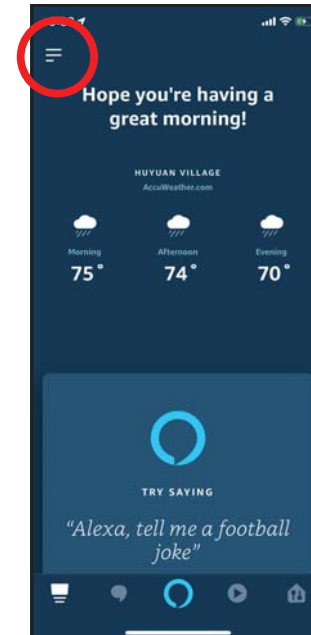 Hope you're having a
great morning!
HUYUAN VILLAGE
AccuWeather.com
Morning Afternoon Evening
75° 74° 70°
TRY SAYING
“Alexa, tell me a football
joke”